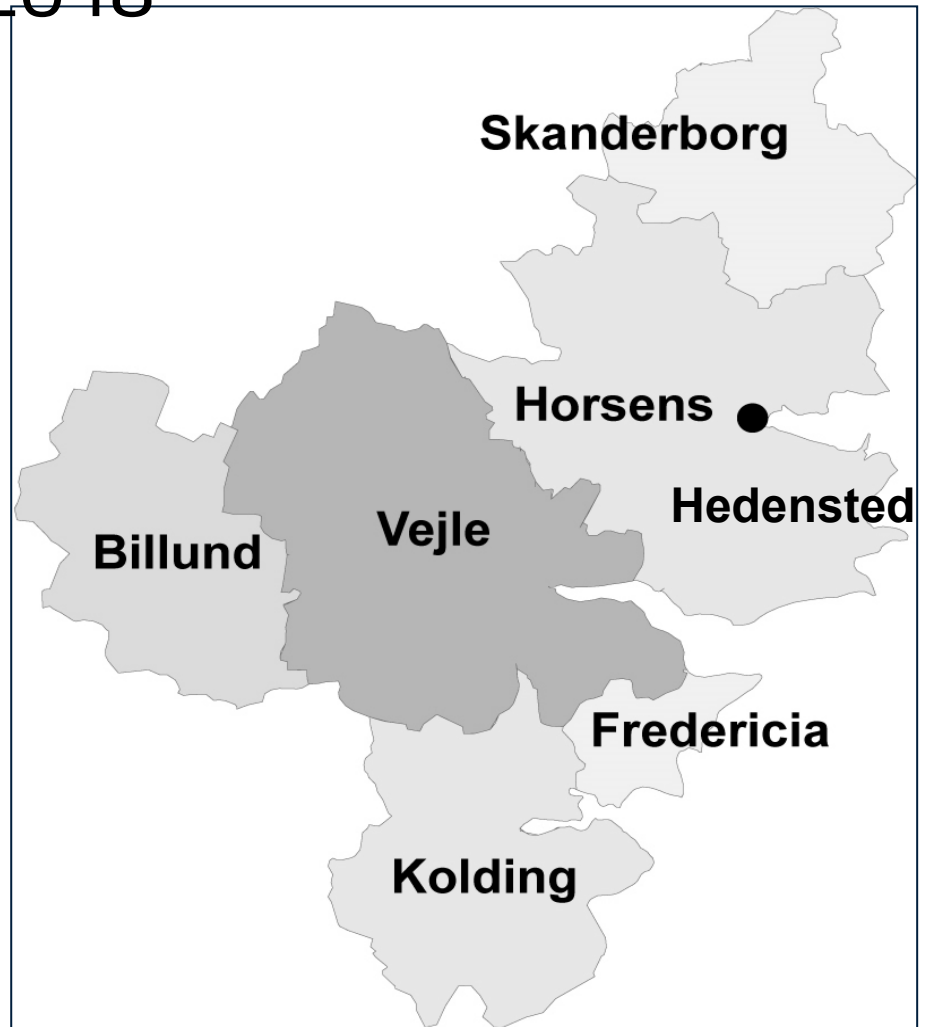 Skanderborg
Horsens
Hedensted
Vejle
Billund
Fredericia
Kolding